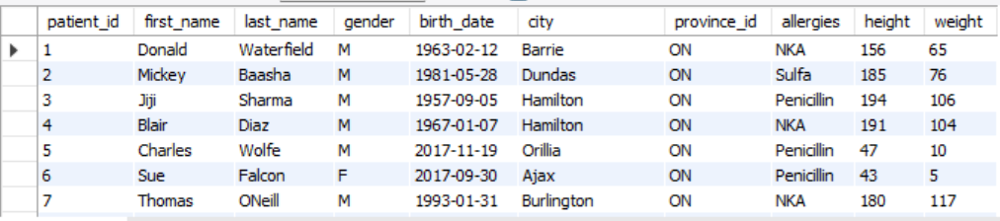 patient_id first_name last_name gender birth_date city province_id allergies height weight
1 Donald Waterfield M 1963-02-12 Barrie ON NKA 156 65
2 Mickey Baasha M 1981-05-28 Dundas ON Sulfa 185 76
3 Jiji Sharma M 1957-09-05 Hamilton ON Penicillin 194 106
4 Blair Diaz M 1967-01-07 Hamilton ON NKA 191 104
5 Charles Wolfe M 2017-11-19 Orillia ON Penicillin 47 10
6 Sue Falcon F 2017-09-30 Ajax ON Penicillin 43 5
7 Thomas ONeill M 1993-01-31 Burlington ON NKA 180 117